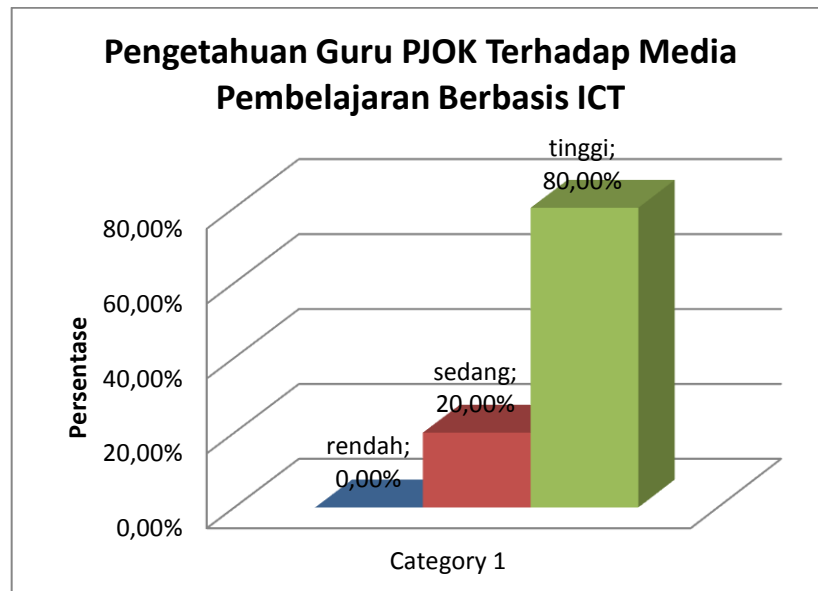 Pengetahuan Guru PJOK Terhadap Media
Pembelajaran Berbasis ICT
tinggi;
80,00%
80,00%
60,00%
40,00%
20,00%
0,00%
Persentase
sedang;
20,00%
rendah;
0,00%
Category 1